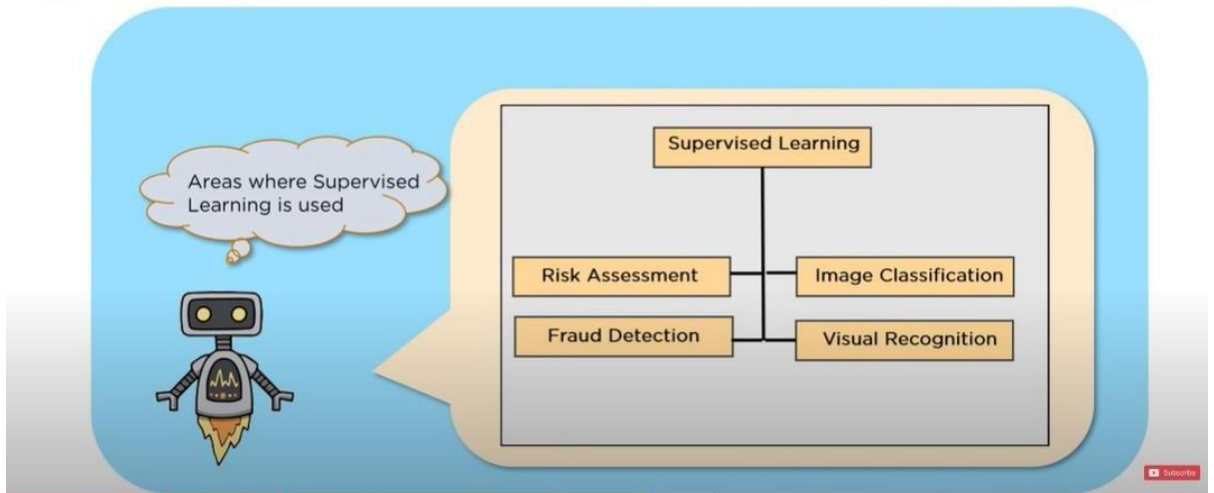 Areas where Supervised
Learning is used
Supervised Learning
Risk Assessment
Image Classification
Fraud Detection
Visual Recognition
Subscribe